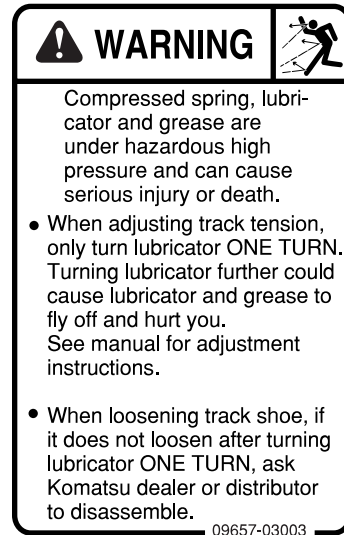 WARNING
Compressed spring, lubri-
cator and grease are
under hazardous high
pressure and can cause
serious injury or death.
• When adjusting track tension,
only turn lubricator ONE TURN.
Turning lubricator further could
cause lubricator and grease to
fly off and hurt you.
See manual for adjustment
instructions.
• When loosening track shoe, if
it does not loosen after turning
lubricator ONE TURN, ask
Komatsu dealer or distributor
to disassemble.
09657-03003